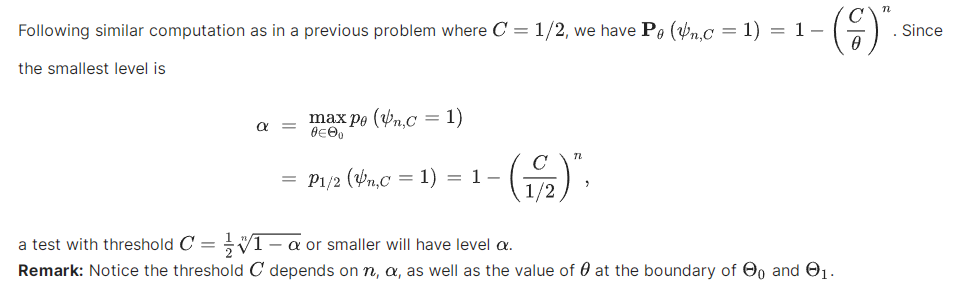 Following similar computation as in a previous problem where C = 1/2, we have P_θ (ψ_{n,C} = 1) = 1 − (C/θ)^n. Since
the smallest level is
α = max_{θ∈Θ_0} p_θ (ψ_{n,C} = 1)
= p_{1/2} (ψ_{n,C} = 1) = 1 − (C/(1/2))^n,
a test with threshold C = 1/2 ⁿ√(1 − α) or smaller will have level α.
Remark: Notice the threshold C depends on n, α, as well as the value of θ at the boundary of Θ_0 and Θ_1.